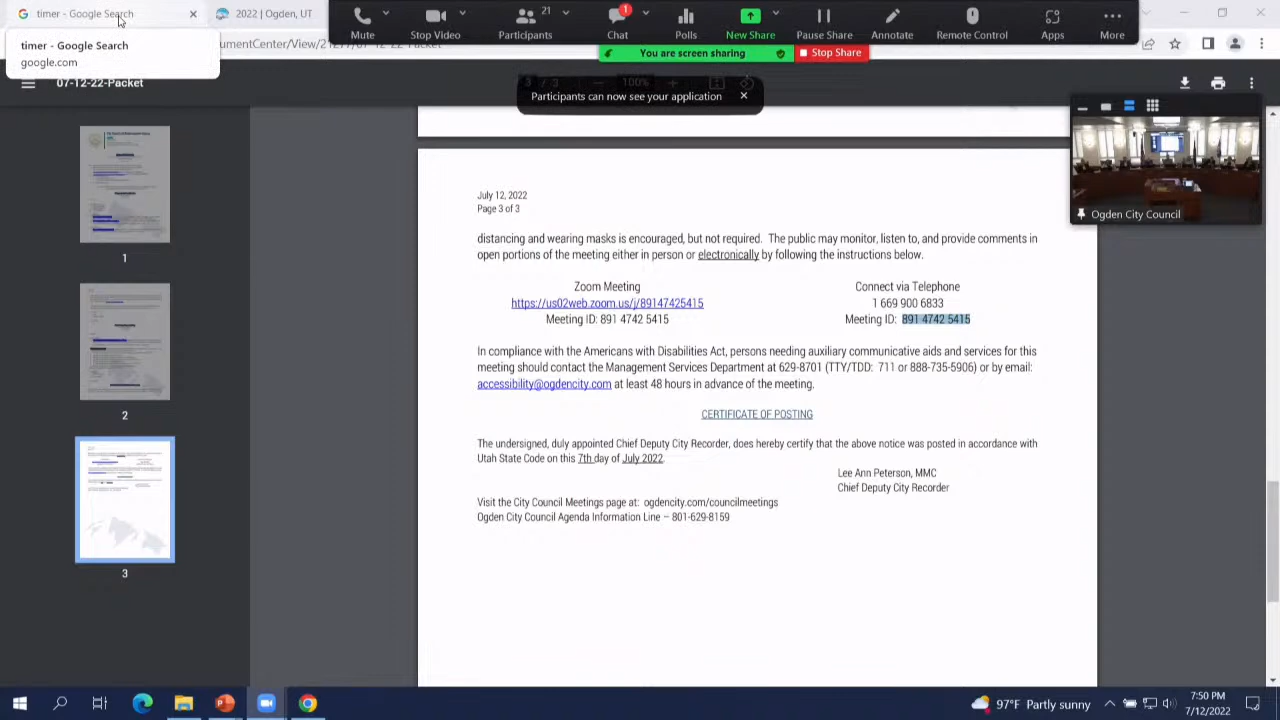 timer - Google Search
2022 | Ogden, UT
Mute
Stop Video
Participants
21
Chat
1
Polls
New Share
Pause Share
Annotate
Remote Control
Apps
More
timer - Google Search
google.com
You are screen sharing
Stop Share
07-12-22-Packet
3 / 3
100%
Participants can now see your application
Ogden City Council
1
2
3
July 12, 2022
Page 3 of 3
distancing and wearing masks is encouraged, but not required. The public may monitor, listen to, and provide comments in
open portions of the meeting either in person or electronically by following the instructions below.
Zoom Meeting
https://us02web.zoom.us/j/89147425415
Meeting ID: 891 4742 5415
Connect via Telephone
1 669 900 6833
Meeting ID: 891 4742 5415
In compliance with the Americans with Disabilities Act, persons needing auxiliary communicative aids and services for this
meeting should contact the Management Services Department at 629-8701 (TTY/TDD: 711 or 888-735-5906) or by email:
accessibility@ogdencity.com at least 48 hours in advance of the meeting.
CERTIFICATE OF POSTING
The undersigned, duly appointed Chief Deputy City Recorder, does hereby certify that the above notice was posted in accordance with
Utah State Code on this 7th day of July 2022.
Lee Ann Peterson, MMC
Chief Deputy City Recorder
Visit the City Council Meetings page at: ogdencity.com/councilmeetings
Ogden City Council Agenda Information Line – 801-629-8159
97°F Partly sunny
7:50 PM
7/12/2022